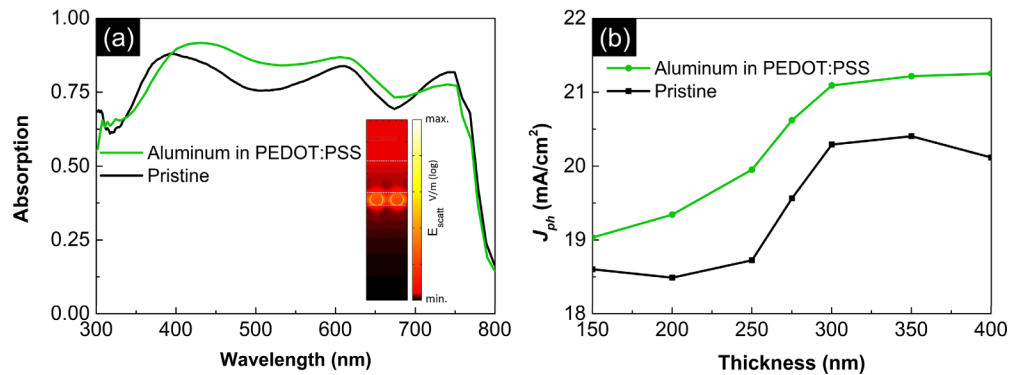 (a)
1.00
0.75
0.50
0.25
0.00
Absorption
Aluminum in PEDOT:PSS
Pristine
max.
E_scatt V/m (log)
min.
300 400 500 600 700 800
Wavelength (nm)
(b)
22
21
20
19
18
J_ph (mA/cm²)
Aluminum in PEDOT:PSS
Pristine
150 200 250 300 350 400
Thickness (nm)